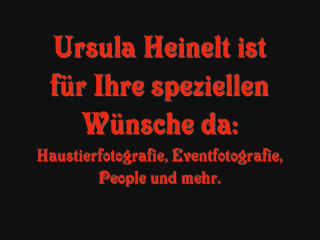 Ursula Heinelt ist
für Ihre speziellen
Wünsche da:
Haustierfotografie, Eventfotografie,
People und mehr.